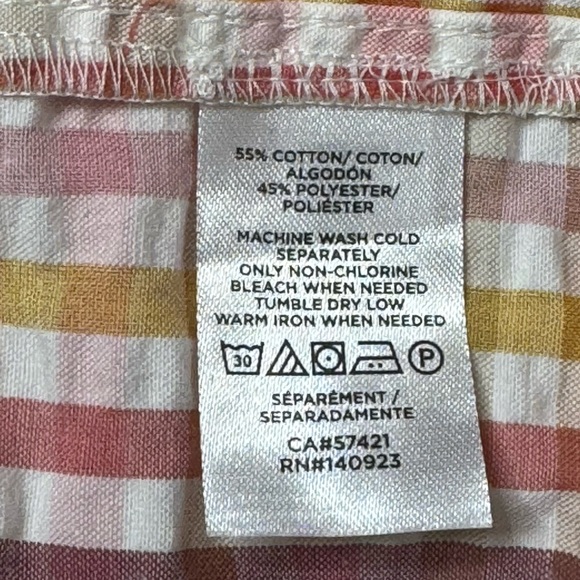 55% COTTON/ COTON/
ALGODÓN
45% POLYESTER/
POLIÉSTER
MACHINE WASH COLD
SEPARATELY
ONLY NON-CHLORINE
BLEACH WHEN NEEDED
TUMBLE DRY LOW
WARM IRON WHEN NEEDED
30 P
SÉPARÉMENT /
SEPARADAMENTE
CA#57421
RN#140923